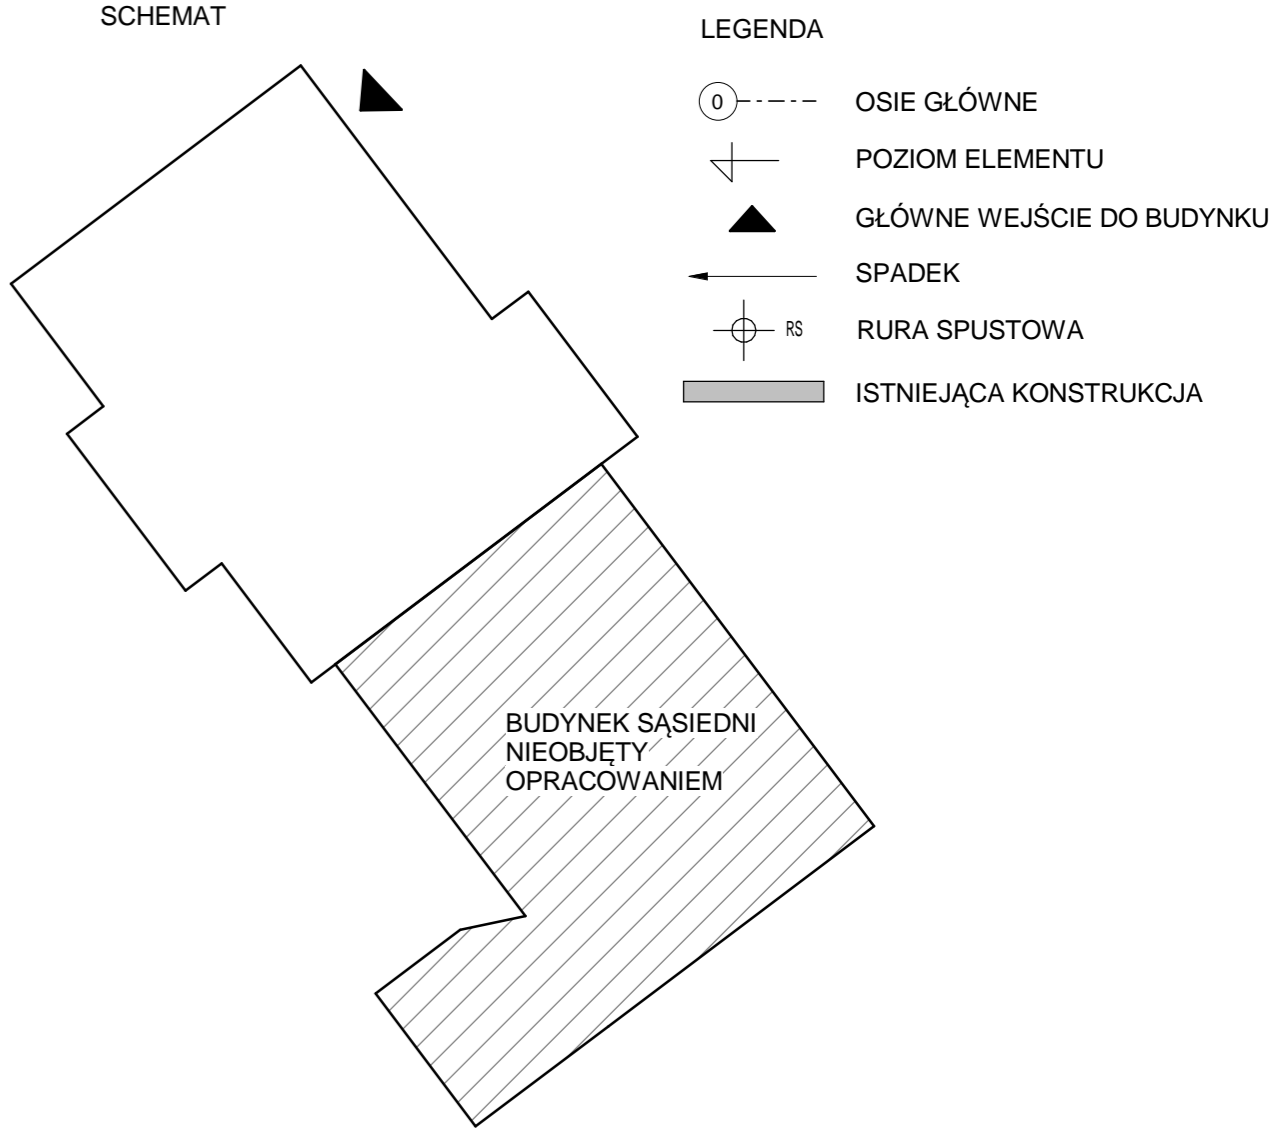 SCHEMAT
LEGENDA
0 OSIE GŁÓWNE
POZIOM ELEMENTU
GŁÓWNE WEJŚCIE DO BUDYNKU
SPADEK
RS RURA SPUSTOWA
ISTNIEJĄCA KONSTRUKCJA
BUDYNEK SĄSIEDNI
NIEOBJĘTY
OPRACOWANIEM